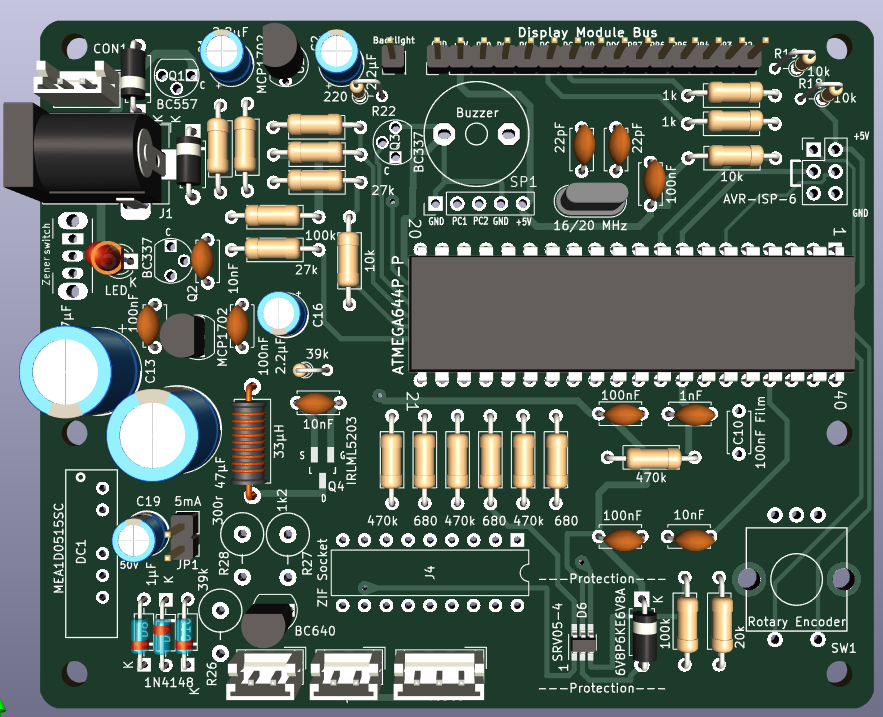 CON1
Q1
BC557
K
K
2.2µF
MCP1702
C
220
2.2µF
Backlight
Display Module Bus
10k
10k
1k
1k
10k
+5V
AVR-ISP-6
GND
R22
Q3
C
BC337
Buzzer
SP1
22pF
22pF
100nF
16/20 MHz
GND
PC1
PC2
GND
+5V
27k
J1
Zener switch
LED
K
BC337
C
Q2
10nF
100k
27k
10k
20
1
ATMEGA644P-P
21
40
100nF
C13
MCP1702
100nF
2.2µF
C16
39k
10nF
33µH
47µF
IRLML5203
S
G
D
Q4
100nF
1nF
C10
100nF Film
470k
470k
680
470k
680
470k
680
100nF
10nF
MEA1D0515SC
DC1
C19
50V
1µF
5mA
JP1
300r
R28
1k2
R27
39k
K
K
K
1N4148
R26
BC640
ZIF Socket
J4
Protection
1
SRV05-4
D6
6V8P6KE6V8A
K
100k
20k
Protection
Rotary Encoder
SW1